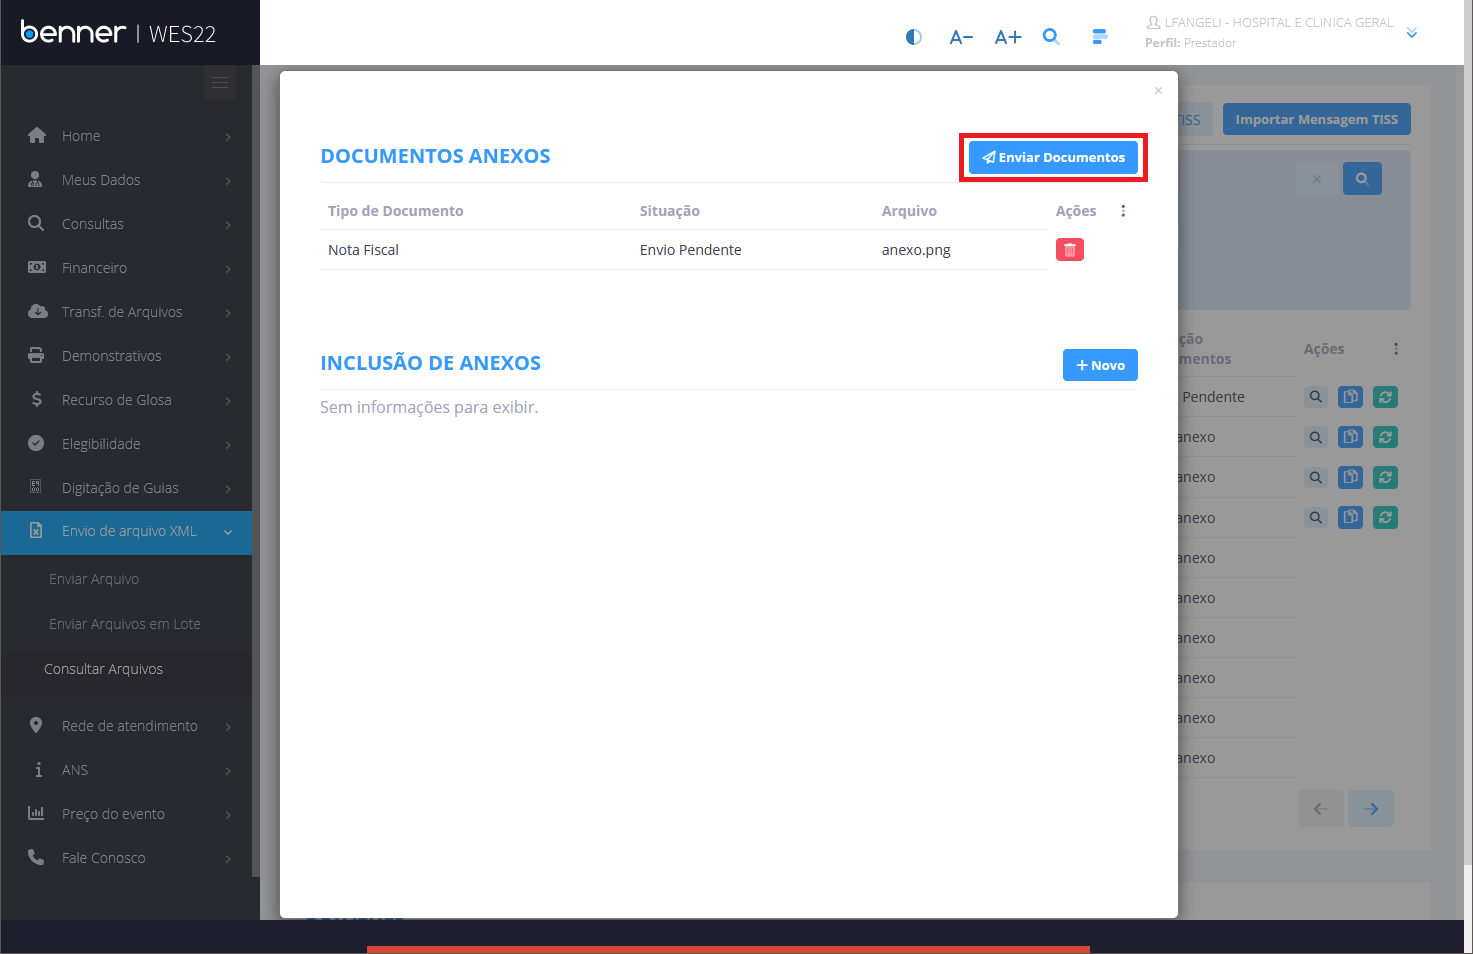 benner | WES22
A−
A+
LFANGELI - HOSPITAL E CLINICA GERAL
Perfil: Prestador
Home
Meus Dados
Consultas
Financeiro
Transf. de Arquivos
Demonstrativos
Recurso de Glosa
Elegibilidade
Digitação de Guias
Envio de arquivo XML
Enviar Arquivo
Enviar Arquivos em Lote
Consultar Arquivos
Rede de atendimento
ANS
Preço do evento
Fale Conosco
×
DOCUMENTOS ANEXOS
Enviar Documentos
Tipo de Documento Situação Arquivo Ações
Nota Fiscal Envio Pendente anexo.png
INCLUSÃO DE ANEXOS
+ Novo
Sem informações para exibir.
TISS
Importar Mensagem TISS
×
ção
mentos
Ações
Pendente
anexo
anexo
anexo
anexo
anexo
anexo
anexo
anexo
anexo